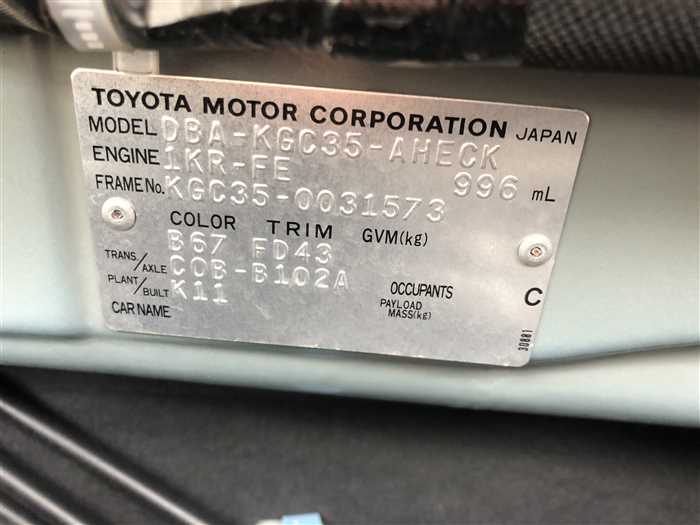 TOYOTA MOTOR CORPORATION JAPAN
MODEL DBA-KGC35-AHECK
ENGINE 1KR-FE 996 mL
FRAME No. KGC35-0031573
COLOR TRIM GVM(kg)
B67 FD43
TRANS./AXLE C0B-B102A
PLANT/BUILT K11
OCCUPANTS C
PAYLOAD MASS(kg)
CAR NAME
30881